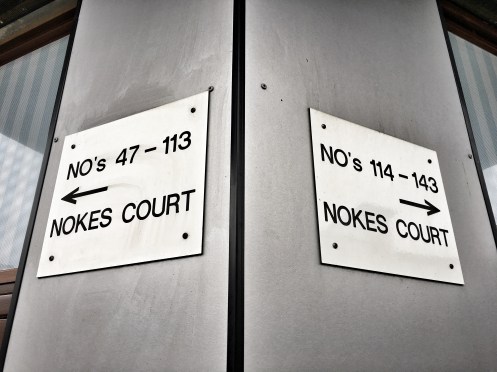 NO's 47 – 113
←
NOKES COURT
NO's 114 – 143
→
NOKES COURT